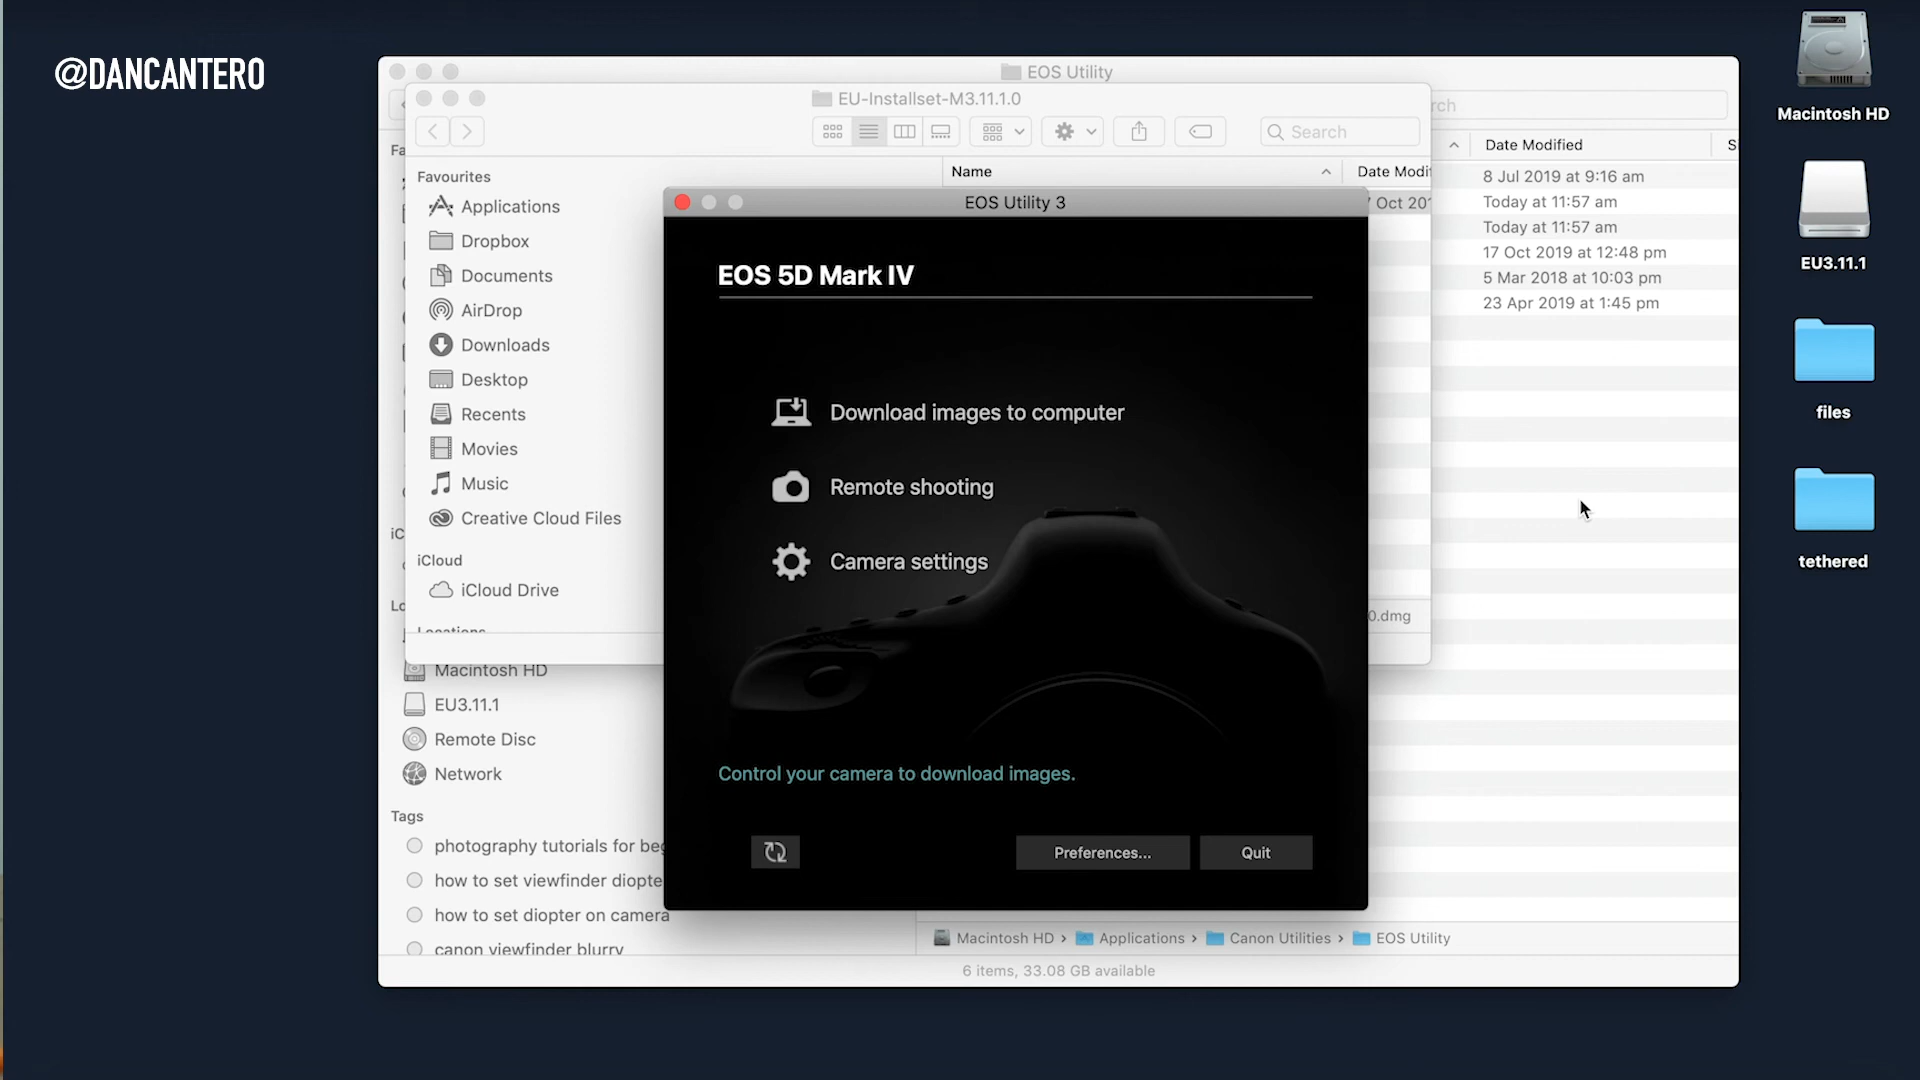 @DANCANTERO
EOS Utility
EU-Installset-M3.11.1.0
Search
Name
Date Modified
8 Jul 2019 at 9:16 am
Today at 11:57 am
Today at 11:57 am
17 Oct 2019 at 12:48 pm
5 Mar 2018 at 10:03 pm
23 Apr 2019 at 1:45 pm
Favourites
Applications
Dropbox
Documents
AirDrop
Downloads
Desktop
Recents
Movies
Music
Creative Cloud Files
iCloud
iCloud Drive
Locations
0.dmg
Macintosh HD
EU3.11.1
Remote Disc
Network
Tags
photography tutorials for be
how to set viewfinder diopte
how to set diopter on camera
canon viewfinder blurry
EOS Utility 3
EOS 5D Mark IV
Download images to computer
Remote shooting
Camera settings
Control your camera to download images.
Preferences...
Quit
Macintosh HD › Applications › Canon Utilities › EOS Utility
6 items, 33.08 GB available
Macintosh HD
EU3.11.1
files
tethered